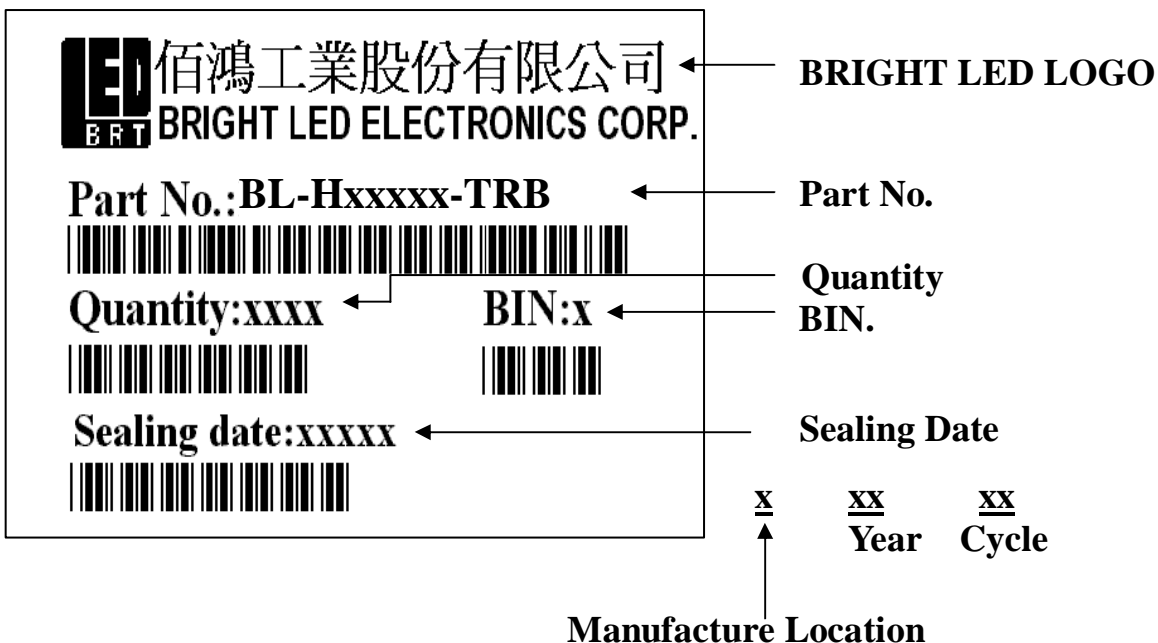 LED 佰鴻工業股份有限公司
BRT BRIGHT LED ELECTRONICS CORP.
BRIGHT LED LOGO
Part No.:BL-Hxxxxx-TRB
Part No.
Quantity:xxxx
BIN:x
Quantity
BIN.
Sealing date:xxxxx
Sealing Date
x xx xx
Year Cycle
Manufacture Location